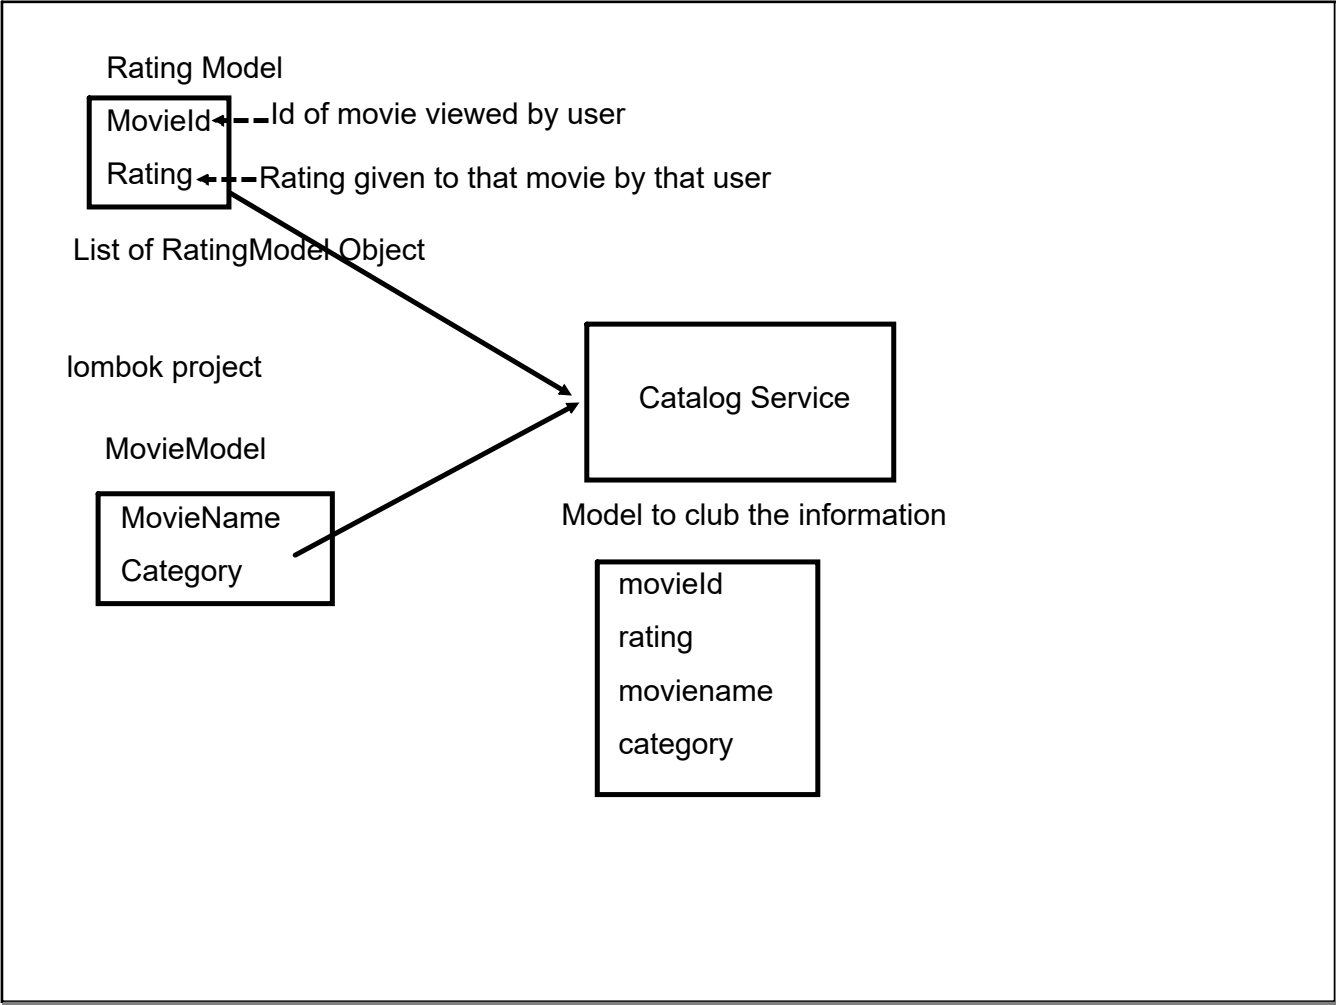 Rating Model
MovieId
Id of movie viewed by user
Rating
Rating given to that movie by that user
List of RatingModel Object
lombok project
Catalog Service
MovieModel
MovieName
Category
Model to club the information
movieId
rating
moviename
category